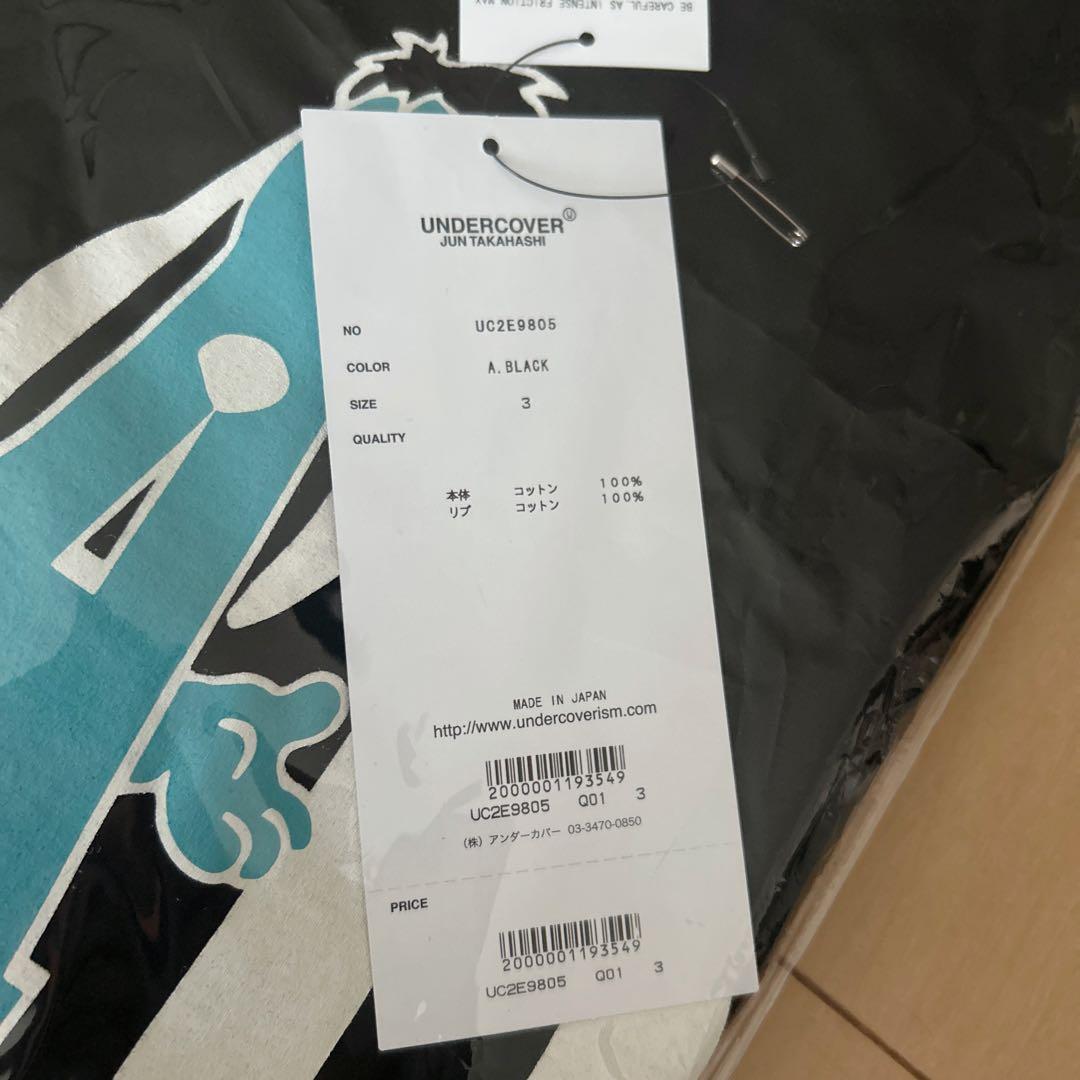 BE CAREFUL AS INTENSE FRICTION MAY
UNDERCOVER
JUN TAKAHASHI
NO UC2E9805
COLOR A.BLACK
SIZE 3
QUALITY
本体 コットン 100%
リブ コットン 100%
MADE IN JAPAN
http://www.undercoverism.com
2000001193549
UC2E9805 Q01 3
(株) アンダーカバー 03-3470-0850
PRICE
2000001193549
UC2E9805 Q01 3